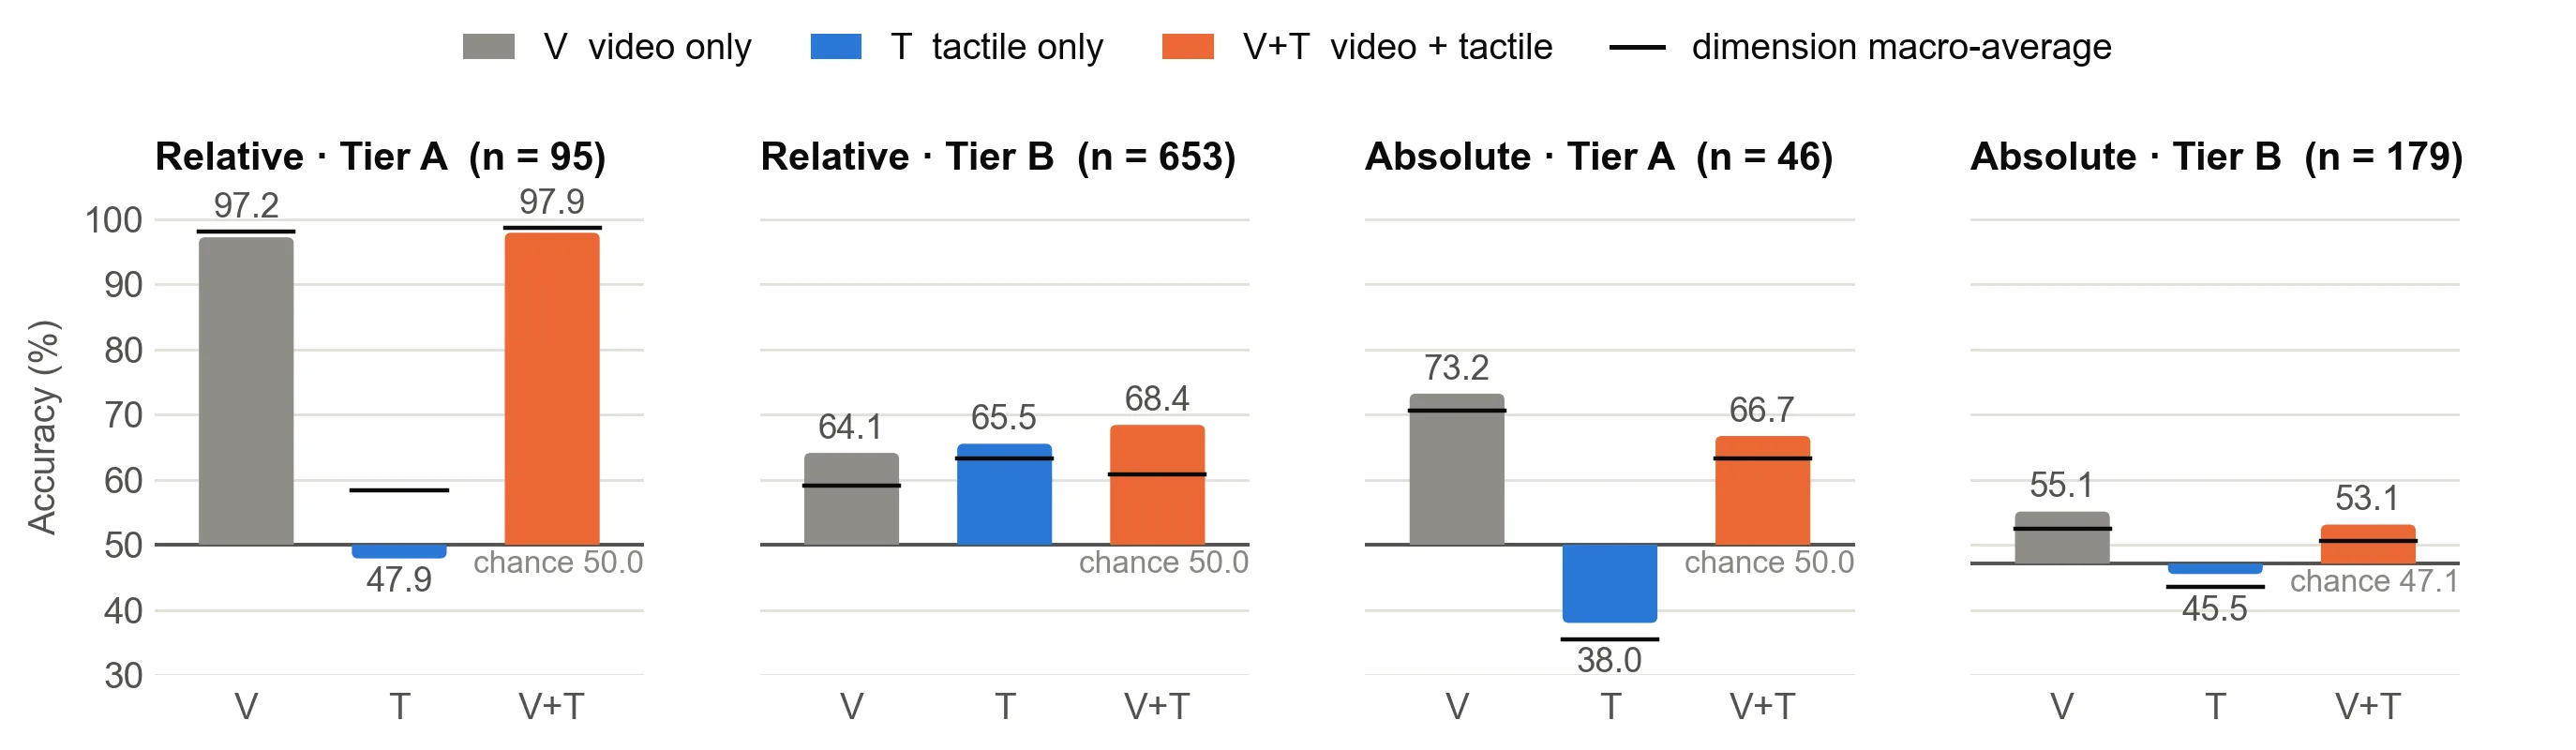 V video only T tactile only V+T video + tactile dimension macro-average
Relative · Tier A (n = 95)
97.2
97.9
100
90
80
70
60
50
40
30
Accuracy (%)
47.9
chance 50.0
V T V+T
Relative · Tier B (n = 653)
64.1
65.5
68.4
chance 50.0
V T V+T
Absolute · Tier A (n = 46)
73.2
66.7
chance 50.0
38.0
V T V+T
Absolute · Tier B (n = 179)
55.1
53.1
chance 47.1
45.5
V T V+T